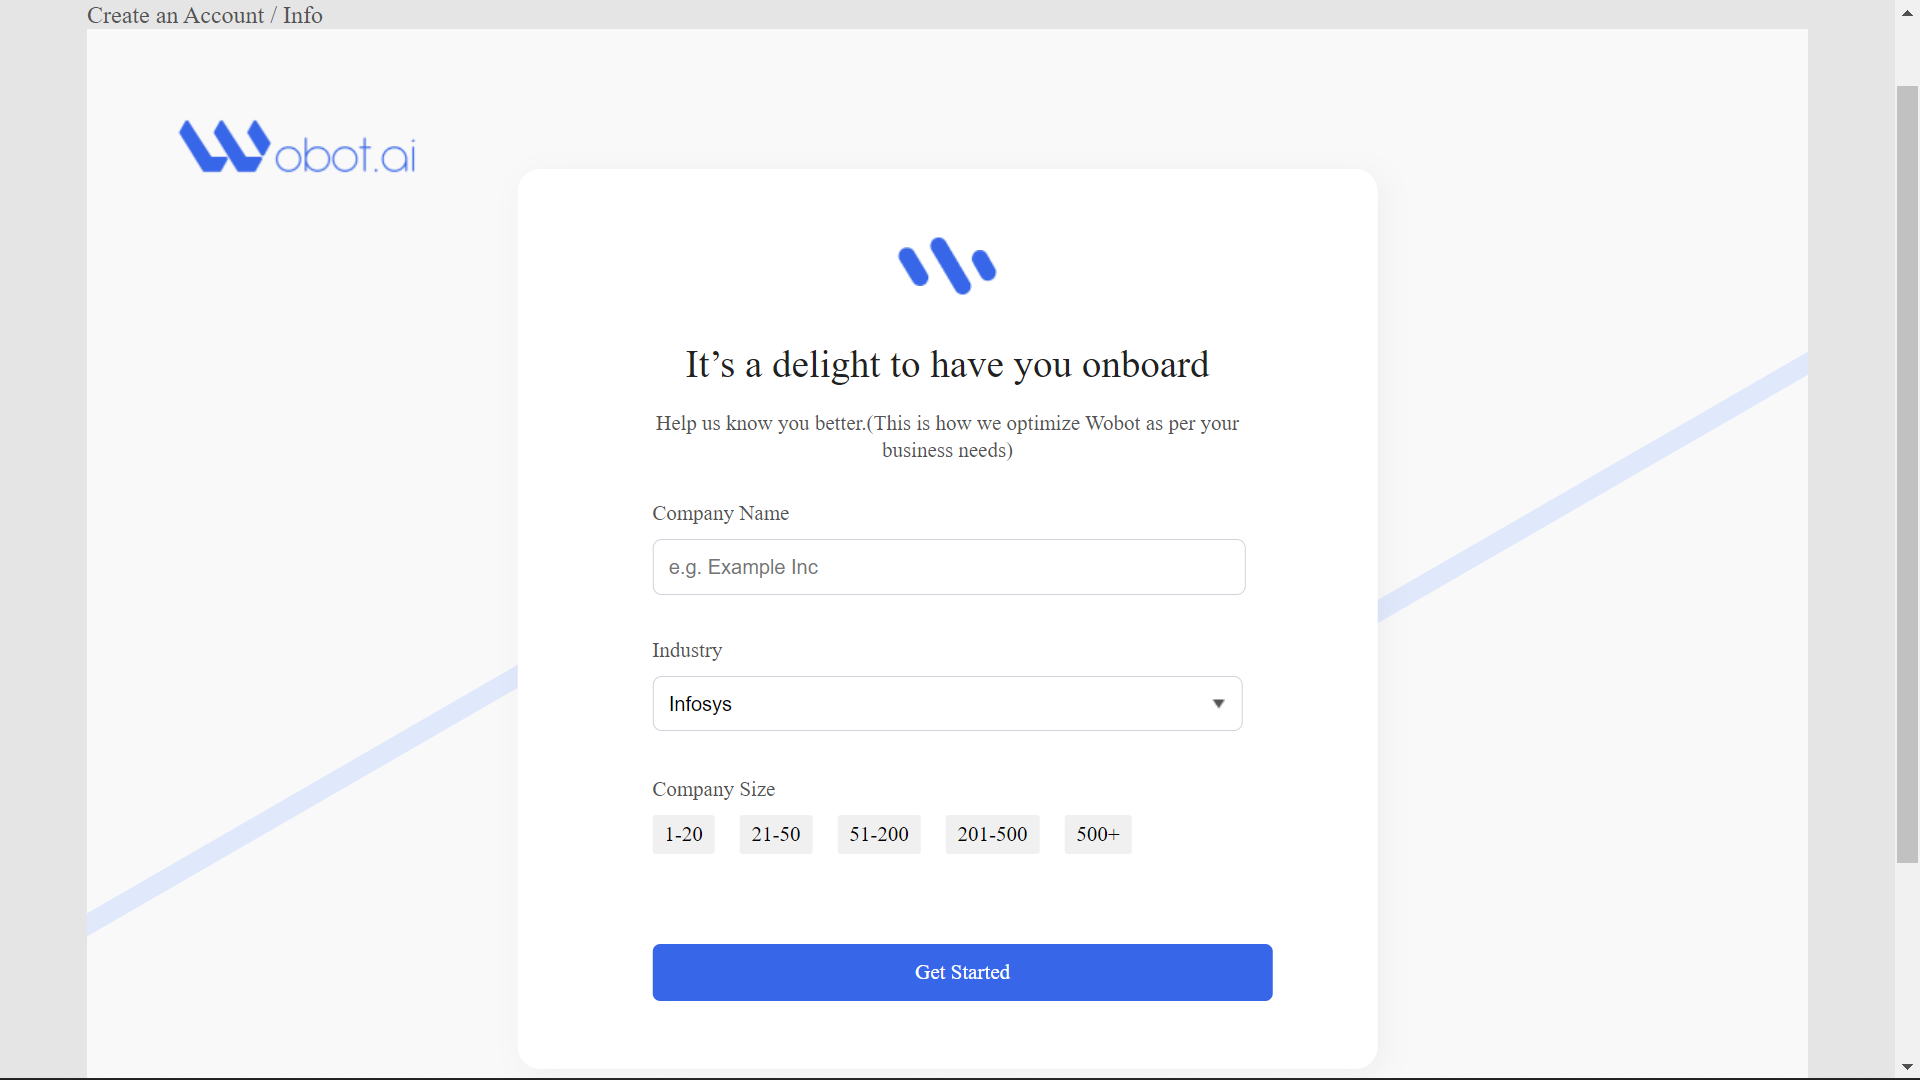 Create an Account / Info
Wobot.ai
It’s a delight to have you onboard
Help us know you better.(This is how we optimize Wobot as per your
business needs)
Company Name
e.g. Example Inc
Industry
Infosys
Company Size
1-20 21-50 51-200 201-500 500+
Get Started